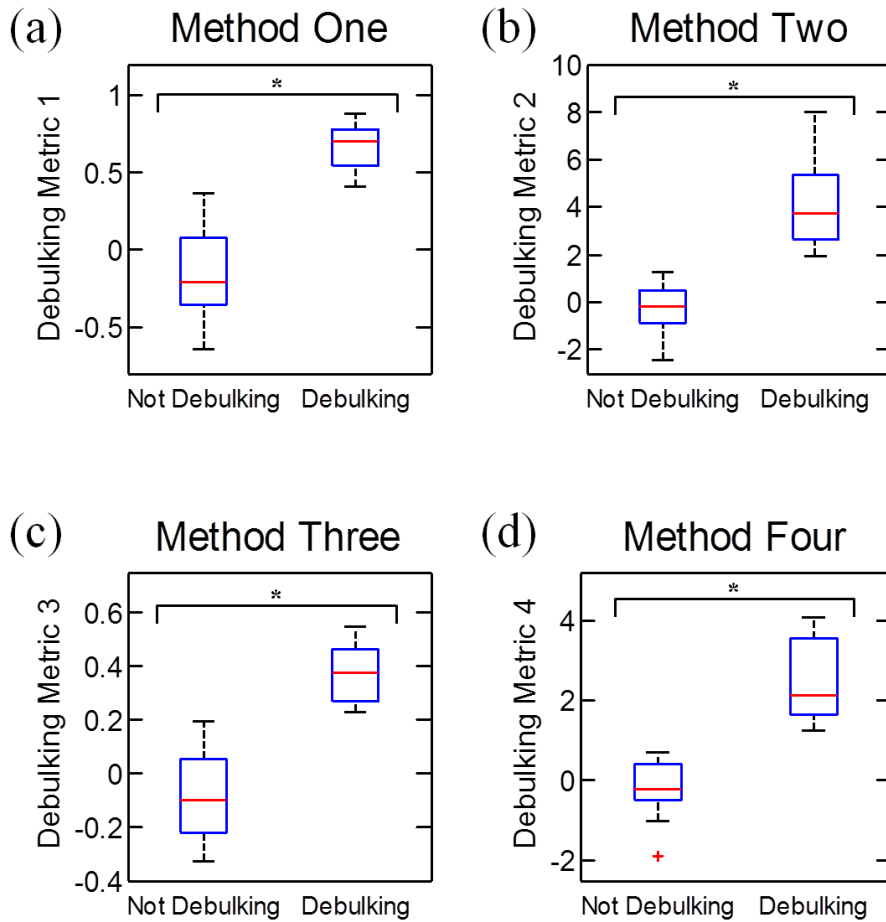 (a) Method One
Debulking Metric 1
*
1
0.5
0
-0.5
Not Debulking Debulking
(b) Method Two
Debulking Metric 2
*
10
8
6
4
2
0
-2
Not Debulking Debulking
(c) Method Three
Debulking Metric 3
*
0.6
0.4
0.2
0
-0.2
-0.4
Not Debulking Debulking
(d) Method Four
Debulking Metric 4
*
4
2
0
-2
Not Debulking Debulking